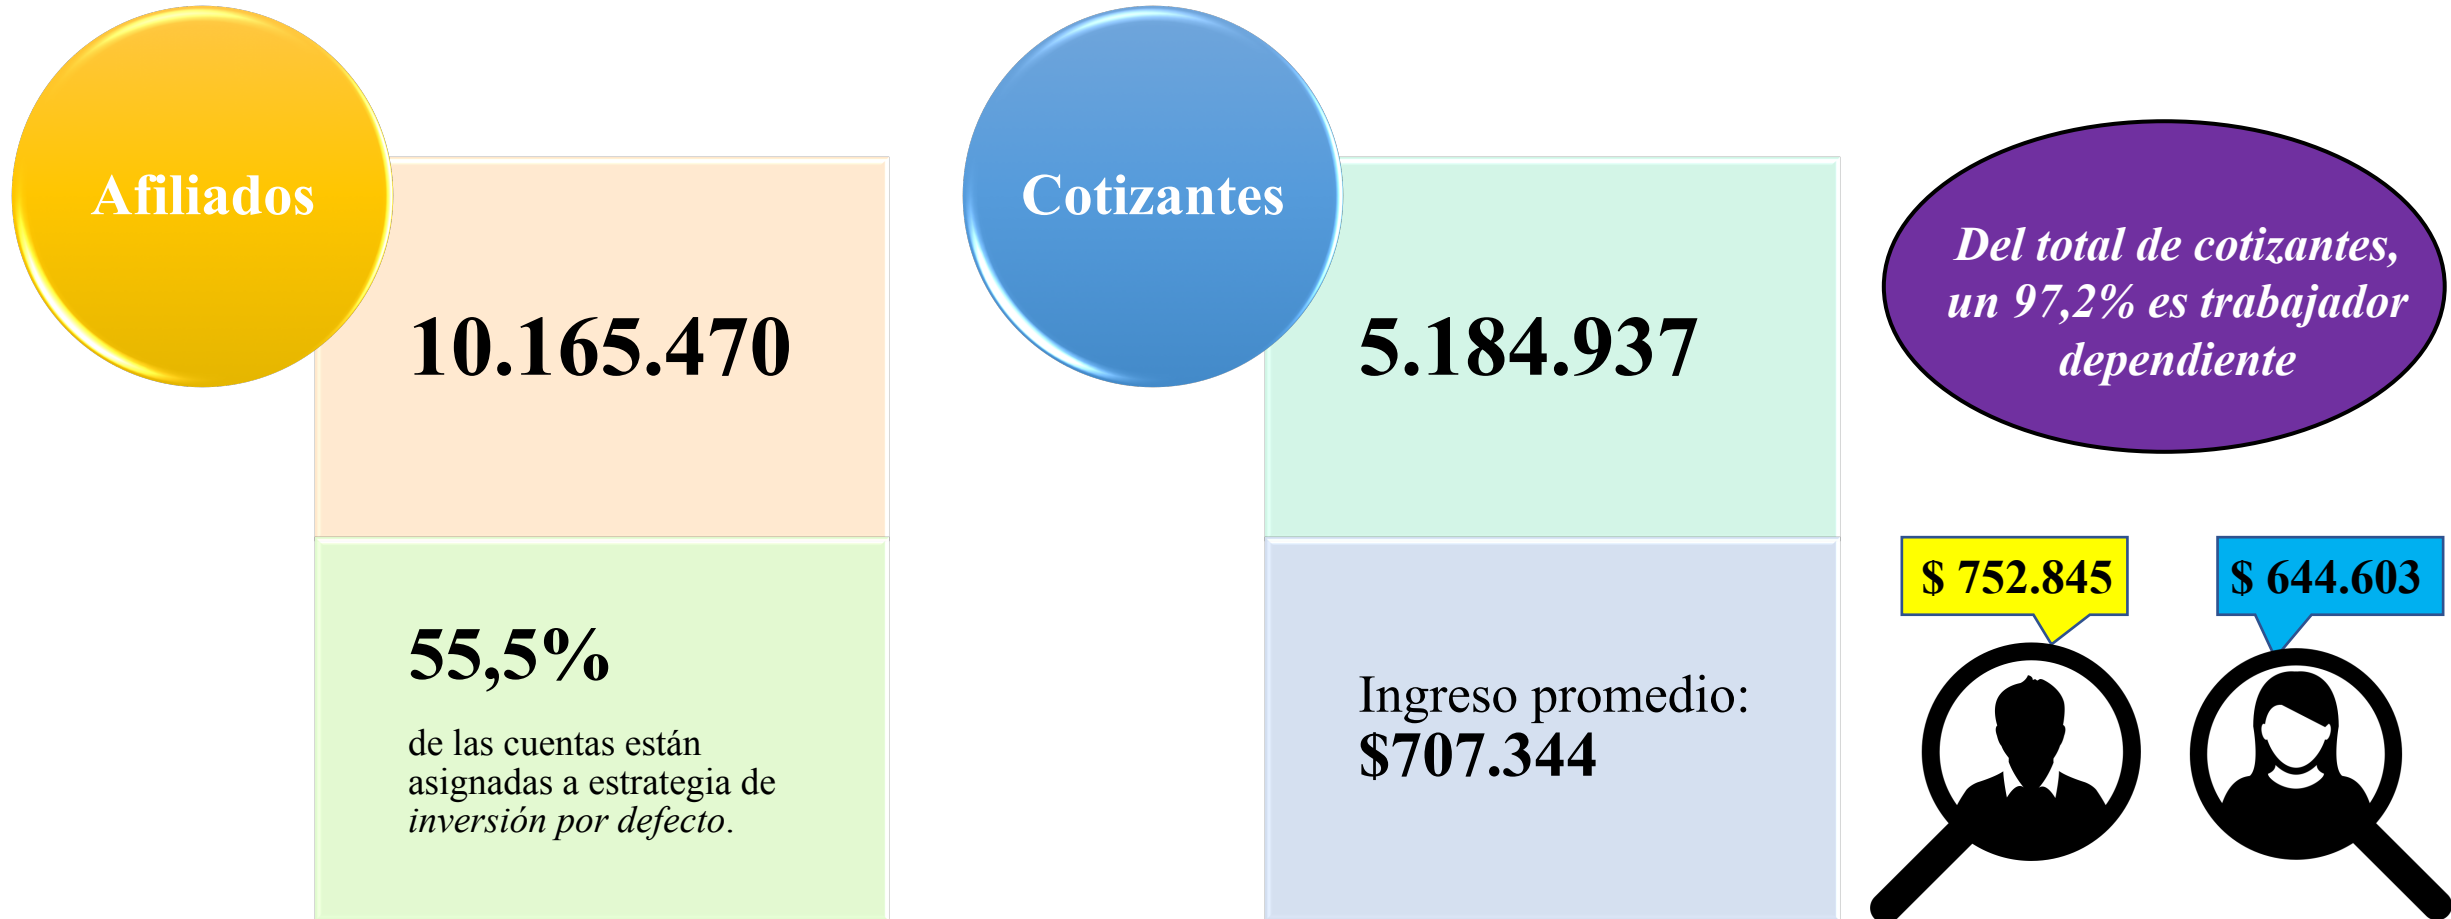 Afiliados
10.165.470
55,5%
de las cuentas están
asignadas a estrategia de
inversión por defecto.
Cotizantes
5.184.937
Ingreso promedio:
$707.344
Del total de cotizantes,
un 97,2% es trabajador
dependiente
$ 752.845
$ 644.603